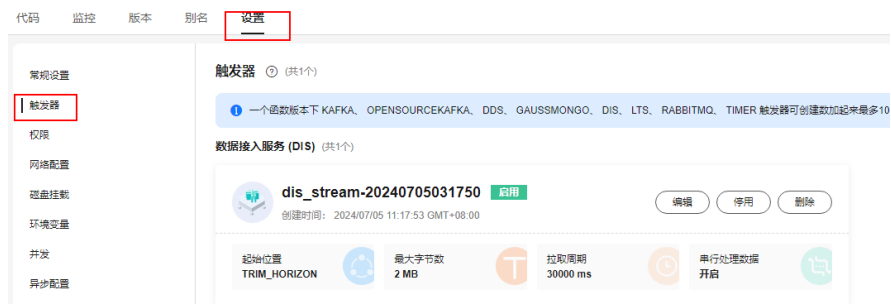 代码 监控 版本 别名 设置
常规设置
触发器
权限
网络配置
磁盘挂载
环境变量
并发
异步配置
触发器 ? (共1个)
一个函数版本下 KAFKA、 OPENSOURCEKAFKA、 DDS、 GAUSSMONGO、 DIS、 LTS、 RABBITMQ、 TIMER 触发器可创建数加起来最多10
数据接入服务 (DIS) (共1个)
dis_stream-20240705031750 启用
创建时间: 2024/07/05 11:17:53 GMT+08:00
编辑 停用 删除
起始位置
TRIM_HORIZON
最大字节数
2 MB
拉取周期
30000 ms
串行处理数据
开启